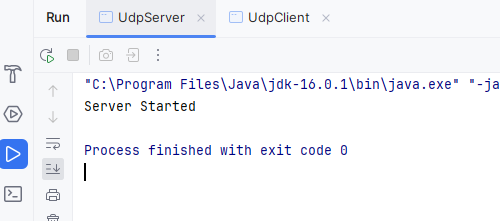 Run UdpServer UdpClient
"C:\Program Files\Java\jdk-16.0.1\bin\java.exe" "-ja
Server Started
Process finished with exit code 0